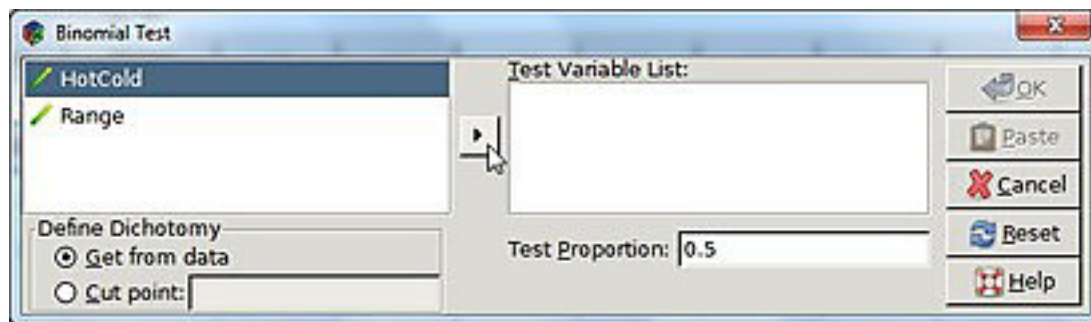 Binomial Test
HotCold
Range
Test Variable List:
Define Dichotomy
Get from data
Cut point:
Test Proportion: 0.5
OK
Paste
Cancel
Reset
Help